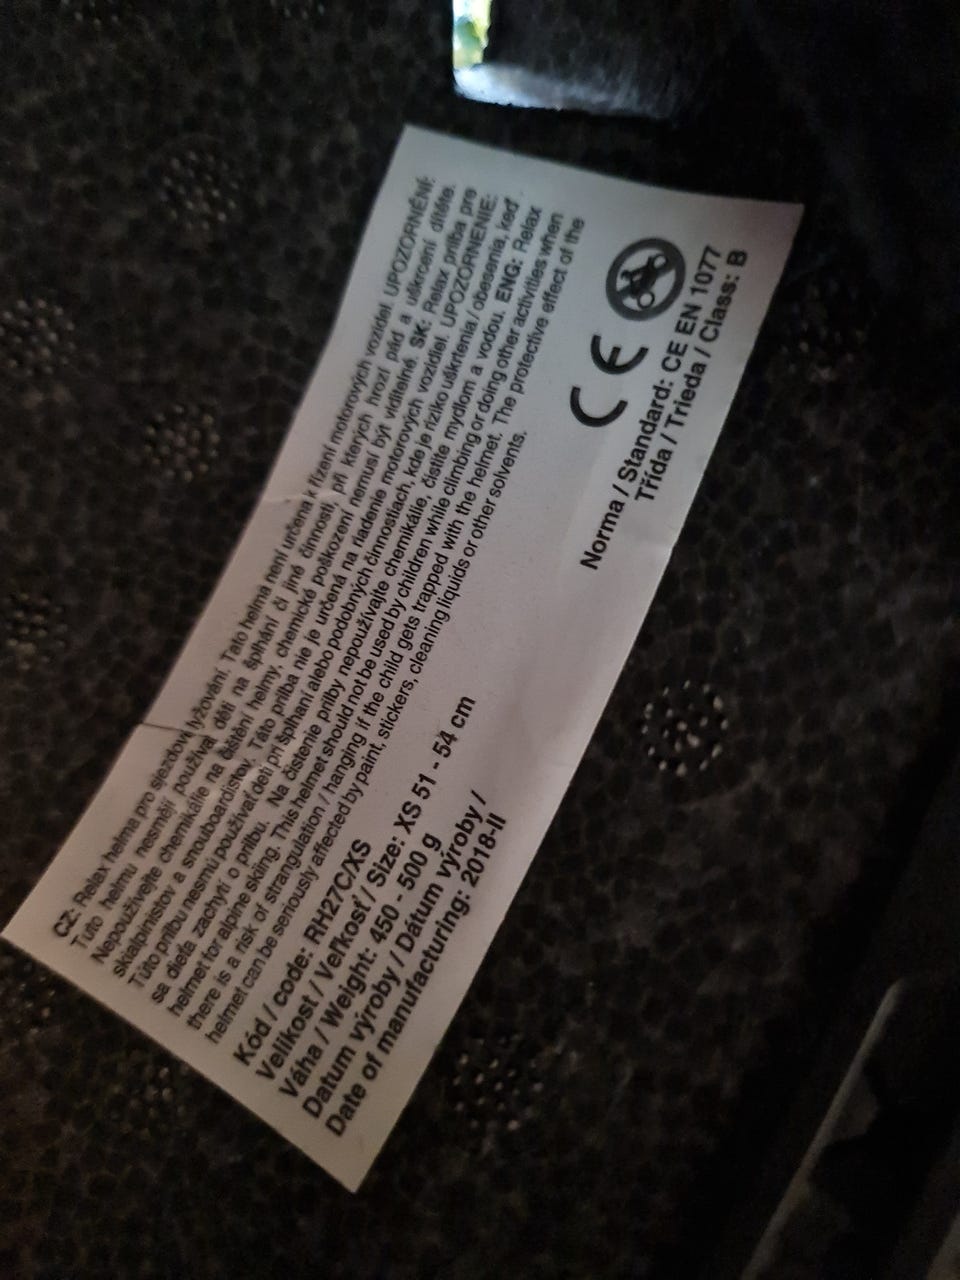 CZ: Relax helma pro sjezdové lyžování. Tato helma není určena k řízení motorových vozidel. UPOZORNĚNÍ:
Tuto helmu nesmějí používat děti na šplhání či jiné činnosti, při kterých hrozí pád a uškrcení dítěte.
Nepoužívejte chemikálie na čištění helmy, chemické poškození nemusí být viditelné. SK: Relax prilba pre
skialpinistov a snouboardistov. Táto prilba nie je určená na riadenie motorových vozidiel. UPOZORNENIE:
Túto prilbu nesmú používať deti pri šplhaní alebo podobných činnostiach, kde je riziko uškrtenia / obesenia, keď
sa dieťa zachytí o prilbu. Na čistenie prilby nepoužívajte chemikálie, čistite mydlom a vodou. ENG: Relax
helmet for alpine skiing. This helmet should not be used by children while climbing or doing other activities when
there is a risk of strangulation / hanging if the child gets trapped with the helmet. The protective effect of the
helmet can be seriously affected by paint, stickers, cleaning liquids or other solvents.
Kód / code: RH27C/XS
Velikost / Veľkosť / Size: XS 51 - 54 cm
Váha / Weight: 450 - 500 g
Datum výroby / Dátum výroby /
Date of manufacturing: 2018-II
CE
Norma / Standard: CE EN 1077
Třída / Trieda / Class: B